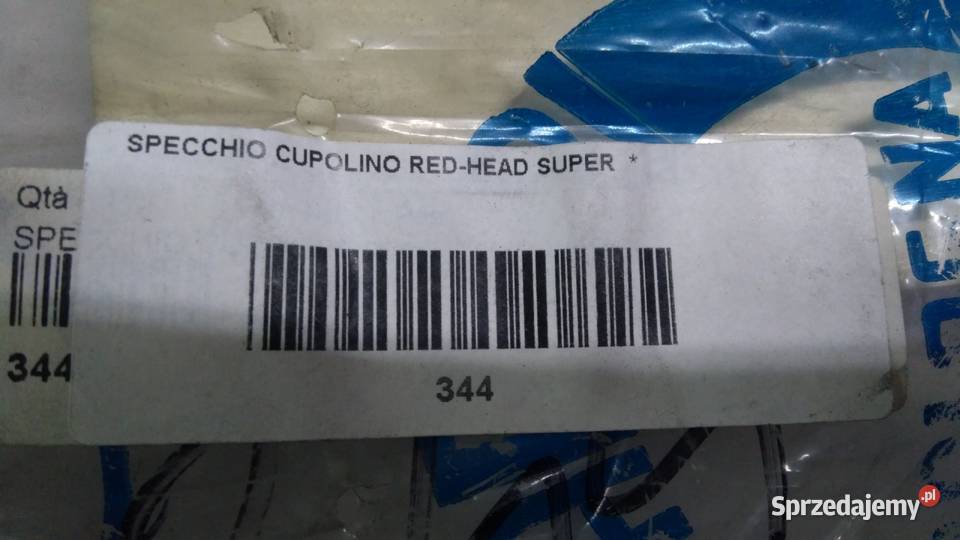 SPECCHIO CUPOLINO RED-HEAD SUPER *
Qtà
SPE
344
344
Sprzedajemy.pl